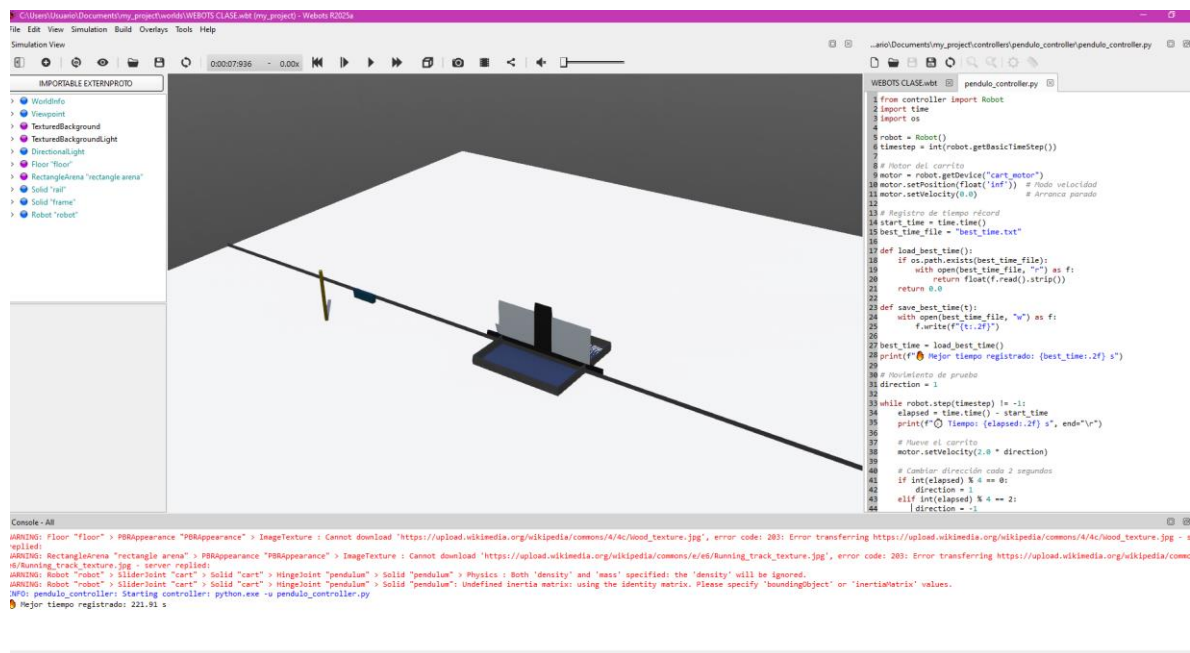 C:\Users\Usuario\Documents\my_project\worlds\WEBOTS CLASE.wbt (my_project) - Webots R2025a
File Edit View Simulation Build Overlays Tools Help
Simulation View
0:00:07:936 - 0.00x
IMPORTABLE EXTERNPROTO
WorldInfo
Viewpoint
TexturedBackground
TexturedBackgroundLight
DirectionalLight
Floor "floor"
RectangleArena "rectangle arena"
Solid "rail"
Solid "frame"
Robot "robot"
...ario\Documents\my_project\controllers\pendulo_controller\pendulo_controller.py
WEBOTS CLASE.wbt pendulo_controller.py
1 from controller import Robot
2 import time
3 import os
4
5 robot = Robot()
6 timestep = int(robot.getBasicTimeStep())
7
8 # Motor del carrito
9 motor = robot.getDevice("cart_motor")
10 motor.setPosition(float('inf')) # Modo velocidad
11 motor.setVelocity(0.0) # Arranca parado
12
13 # Registro de tiempo récord
14 start_time = time.time()
15 best_time_file = "best_time.txt"
16
17 def load_best_time():
18 if os.path.exists(best_time_file):
19 with open(best_time_file, "r") as f:
20 return float(f.read().strip())
21 return 0.0
22
23 def save_best_time(t):
24 with open(best_time_file, "w") as f:
25 f.write(f"{t:.2f}")
26
27 best_time = load_best_time()
28 print(f"🔥 Mejor tiempo registrado: {best_time:.2f} s")
29
30 # Movimiento de prueba
31 direction = 1
32
33 while robot.step(timestep) != -1:
34 elapsed = time.time() - start_time
35 print(f"⏱ Tiempo: {elapsed:.2f} s", end="\r")
36
37 # Mueve el carrito
38 motor.setVelocity(2.0 * direction)
39
40 # Cambiar dirección cada 2 segundos
41 if int(elapsed) % 4 == 0:
42 direction = 1
43 elif int(elapsed) % 4 == 2:
44 direction = -1
Console - All
WARNING: Floor "floor" > PBRAppearance "PBRAppearance" > ImageTexture : Cannot download 'https://upload.wikimedia.org/wikipedia/commons/4/4c/Wood_texture.jpg', error code: 203: Error transferring https://upload.wikimedia.org/wikipedia/commons/4/4c/Wood_texture.jpg - s
replied:
WARNING: RectangleArena "rectangle arena" > PBRAppearance "PBRAppearance" > ImageTexture : Cannot download 'https://upload.wikimedia.org/wikipedia/commons/e/e6/Running_track_texture.jpg', error code: 203: Error transferring https://upload.wikimedia.org/wikipedia/commo
e6/Running_track_texture.jpg - server replied:
WARNING: Robot "robot" > SliderJoint "cart" > Solid "cart" > HingeJoint "pendulum" > Solid "pendulum" > Physics : Both 'density' and 'mass' specified: the 'density' will be ignored.
WARNING: Robot "robot" > SliderJoint "cart" > Solid "cart" > HingeJoint "pendulum" > Solid "pendulum": Undefined inertia matrix: using the identity matrix. Please specify 'boundingObject' or 'inertiaMatrix' values.
INFO: pendulo_controller: Starting controller: python.exe -u pendulo_controller.py
🔥 Mejor tiempo registrado: 221.91 s